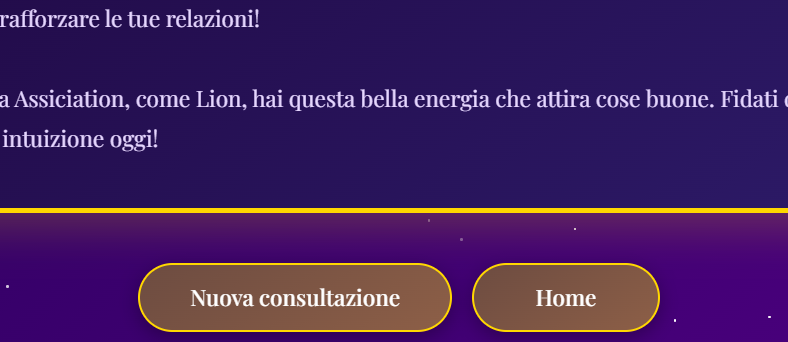 rafforzare le tue relazioni!
a Assiciation, come Lion, hai questa bella energia che attira cose buone. Fidati
intuizione oggi!
Nuova consultazione
Home